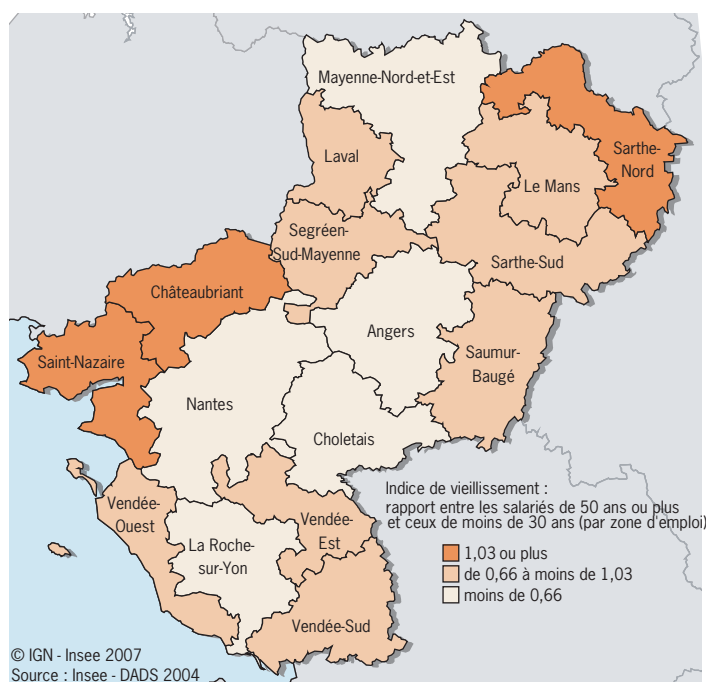 Mayenne-Nord-et-Est
Sarthe-
Nord
Laval
Le Mans
Segréen-
Sud-Mayenne
Sarthe-Sud
Châteaubriant
Angers
Saint-Nazaire
Saumur-
Baugé
Nantes
Choletais
Vendée-
Ouest
Vendée-
Est
La Roche-
sur-Yon
Vendée-Sud
Indice de vieillissement :
rapport entre les salariés de 50 ans ou plus
et ceux de moins de 30 ans (par zone d'emploi)
1,03 ou plus
de 0,66 à moins de 1,03
moins de 0,66
© IGN - Insee 2007
Source : Insee - DADS 2004